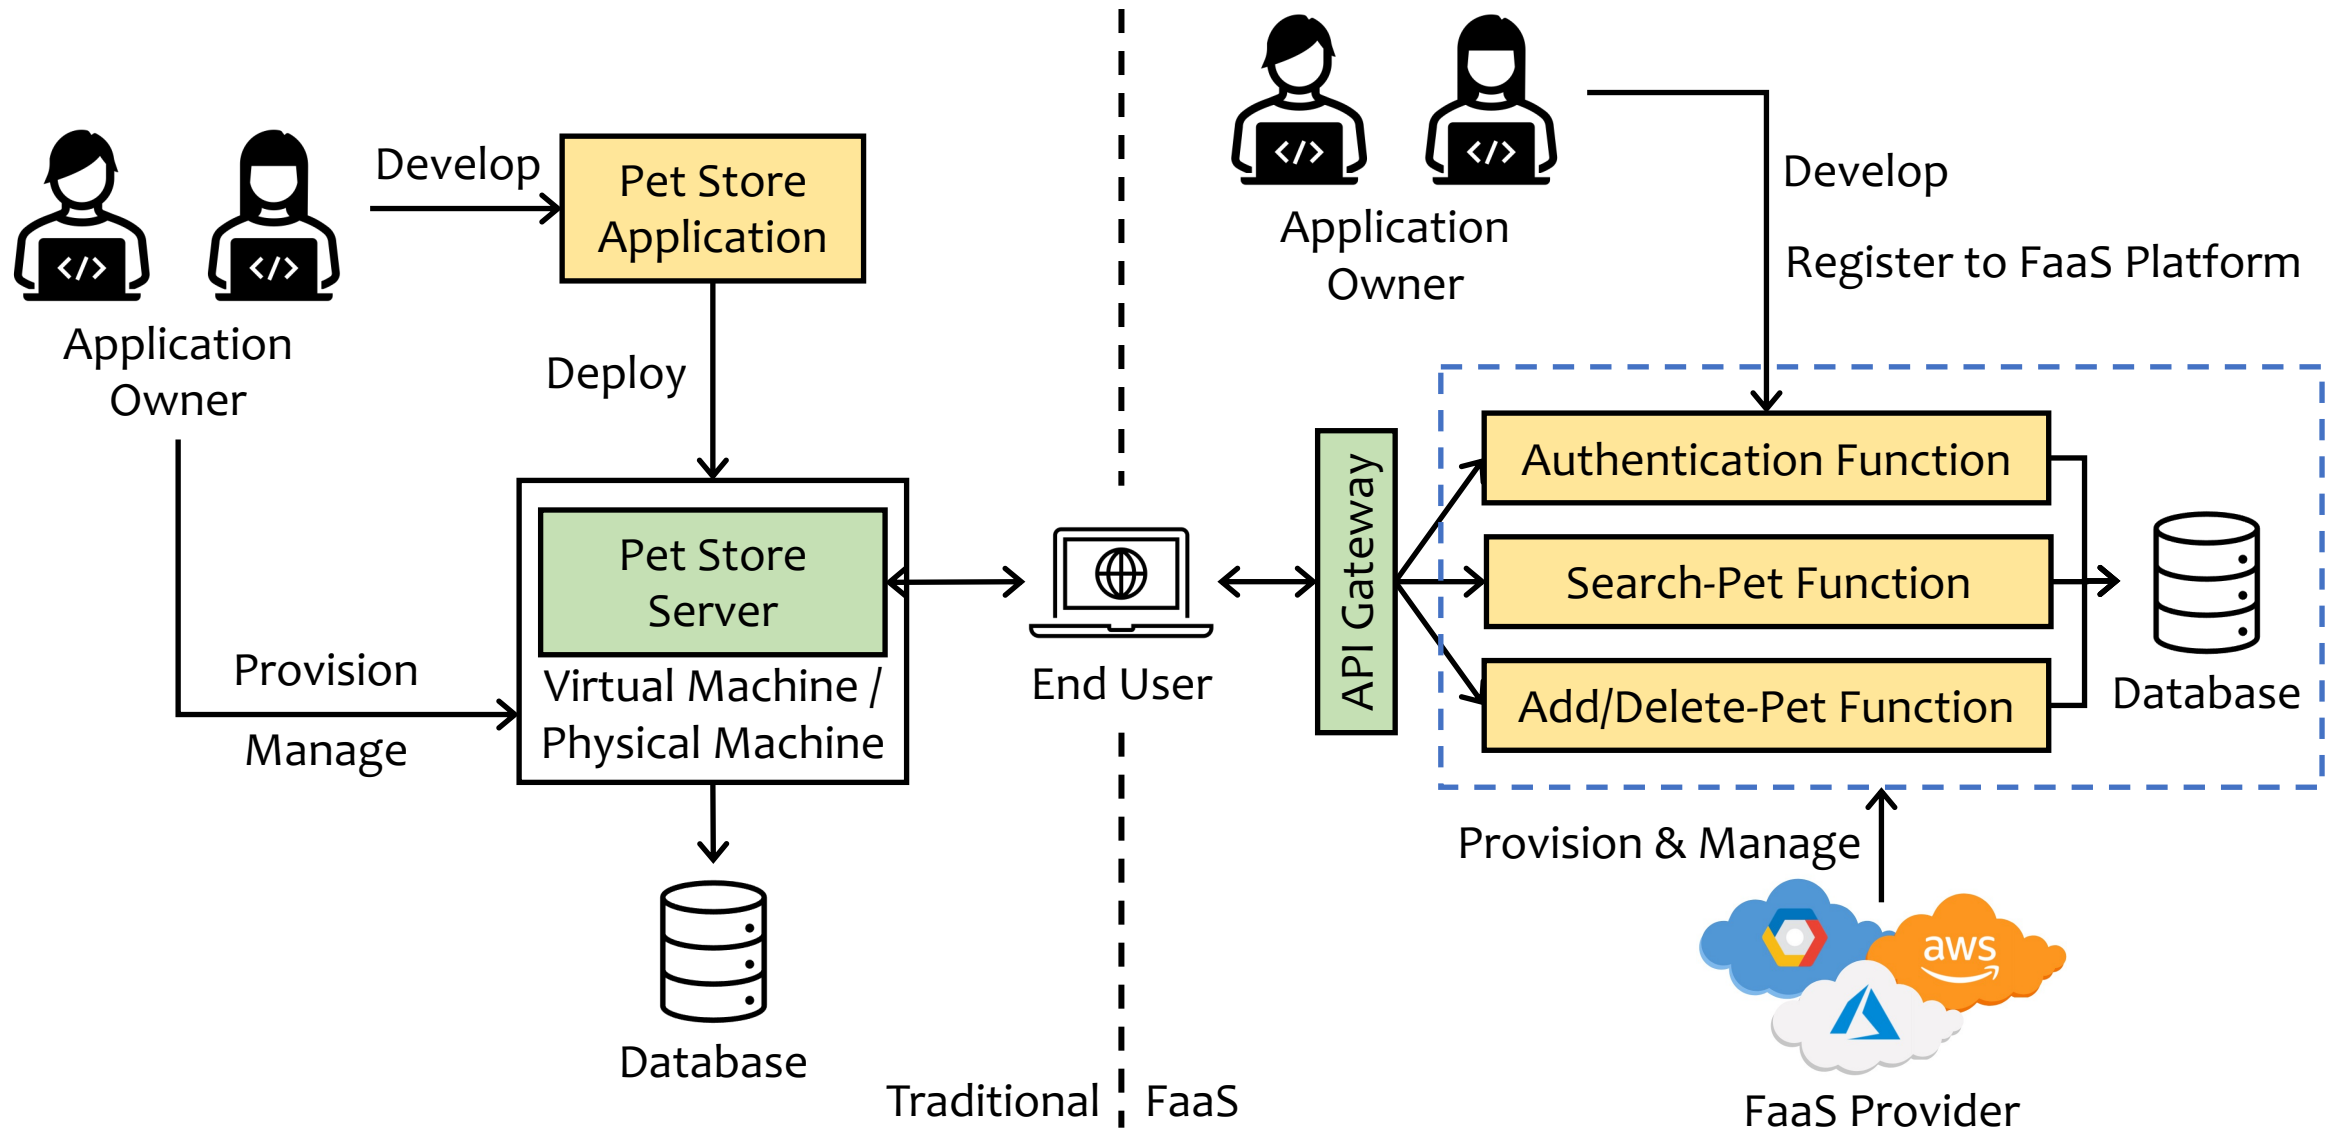 </>
</>
Application
Owner
Develop
Pet Store
Application
Deploy
Provision
Manage
Pet Store
Server
Virtual Machine /
Physical Machine
Database
Traditional
End User
FaaS
</>
</>
Application
Owner
Develop
Register to FaaS Platform
API Gateway
Authentication Function
Search-Pet Function
Add/Delete-Pet Function
Database
Provision & Manage
aws
FaaS Provider